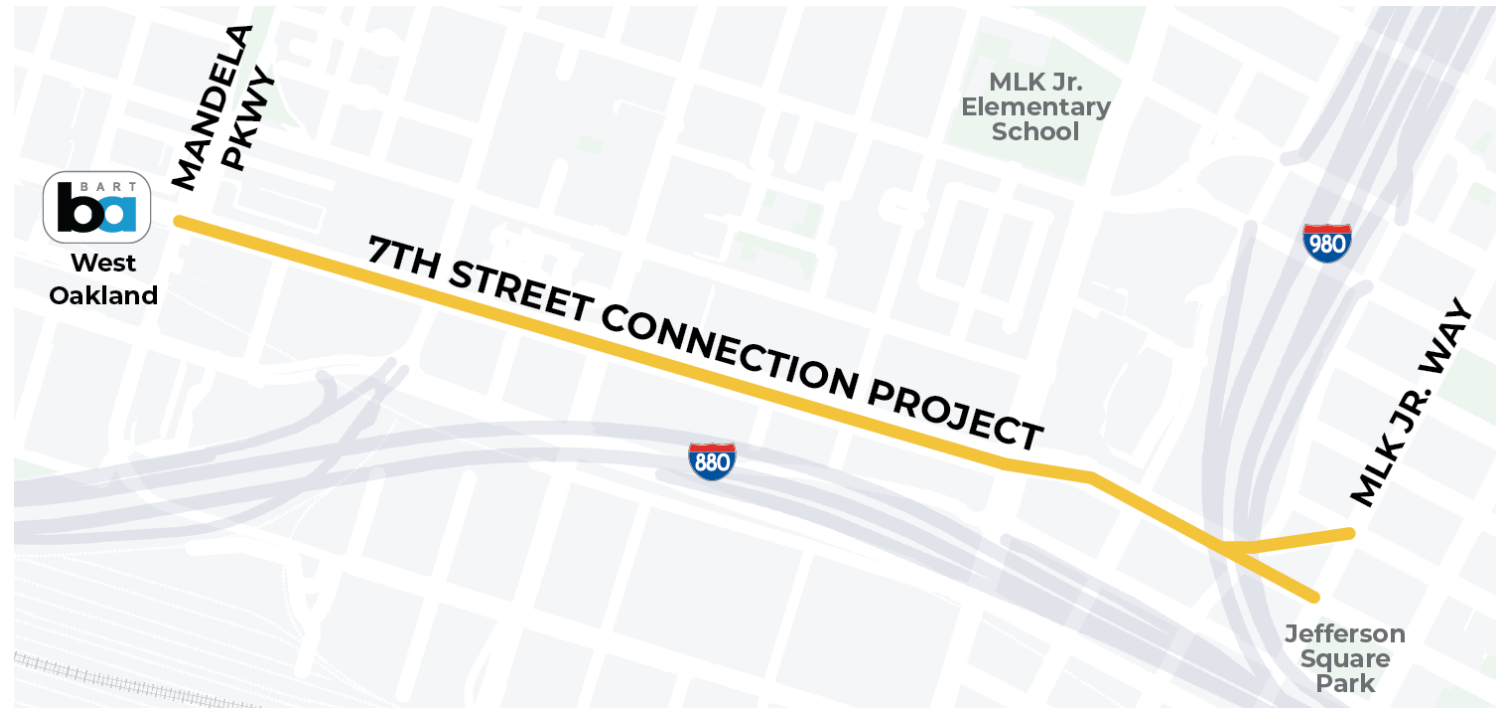 MANDELA
PKWY
MLK Jr.
Elementary
School
BART
ba
West
Oakland
980
7TH STREET CONNECTION PROJECT
MLK JR. WAY
880
Jefferson
Square
Park